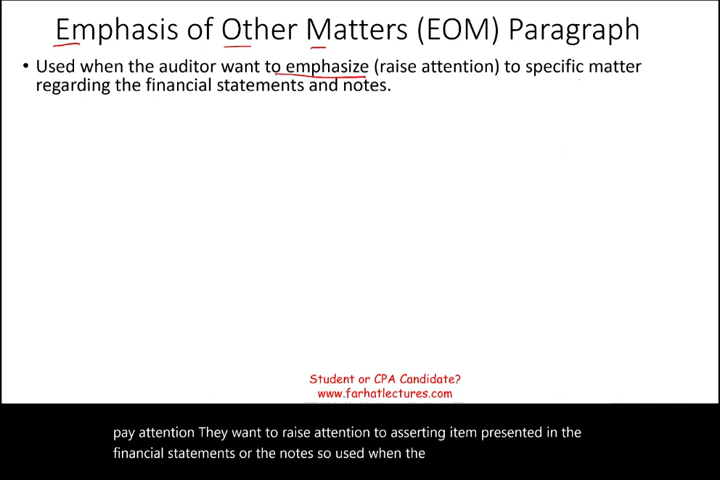 Emphasis of Other Matters (EOM) Paragraph
• Used when the auditor want to emphasize (raise attention) to specific matter
regarding the financial statements and notes.
Student or CPA Candidate?
www.farhatlectures.com
pay attention They want to raise attention to asserting item presented in the
financial statements or the notes so used when the